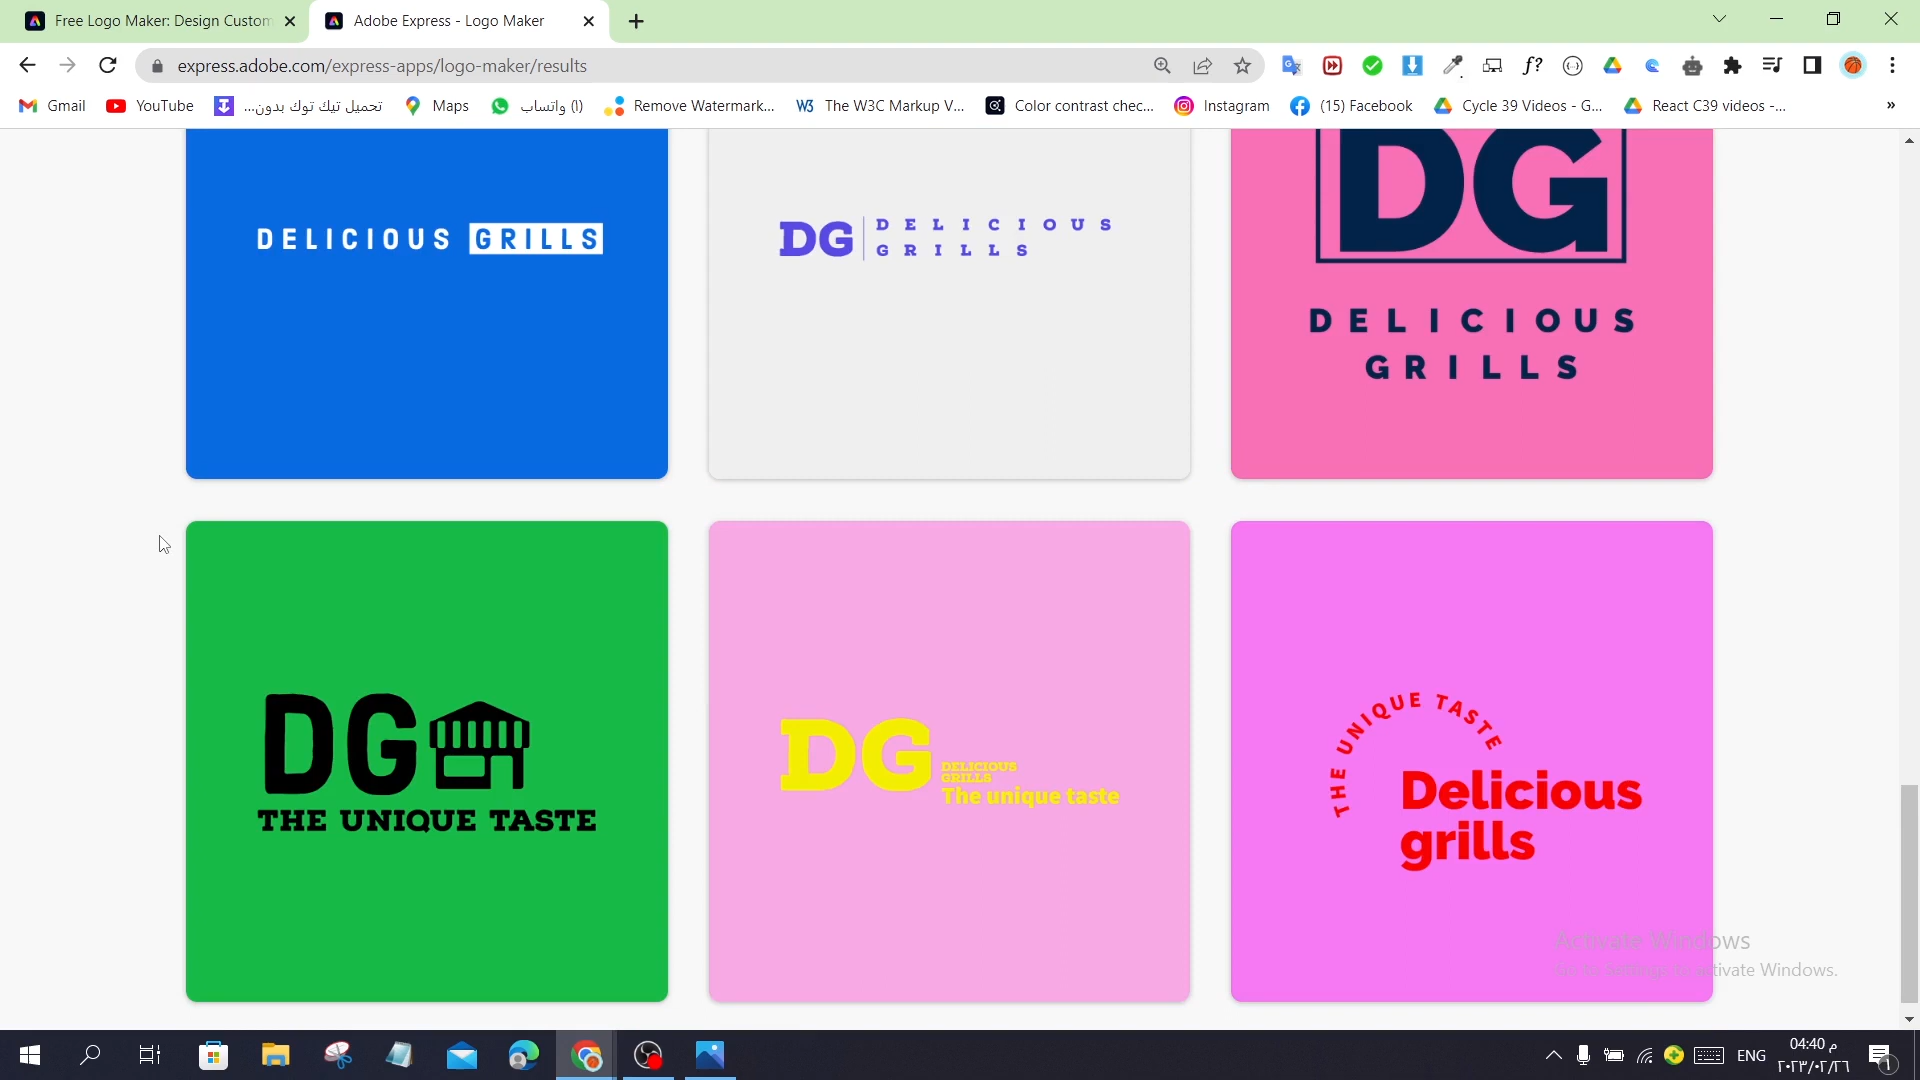 Free Logo Maker: Design Custom
Adobe Express - Logo Maker
express.adobe.com/express-apps/logo-maker/results
Gmail
YouTube
تحميل تيك توك بدون...
Maps
(1) واتساب
Remove Watermark...
The W3C Markup V...
Color contrast chec...
Instagram
(15) Facebook
Cycle 39 Videos - G...
React C39 videos -...
»
DELICIOUS GRILLS
DG DELICIOUS
GRILLS
DG
DELICIOUS
GRILLS
DG
THE UNIQUE TASTE
DG
DELICIOUS
GRILLS
The unique taste
THE UNIQUE TASTE
Delicious
grills
Activate Windows
Go to Settings to activate Windows.
ENG
04:40 م
٢٠٢٣/٠٢/٢٦
١